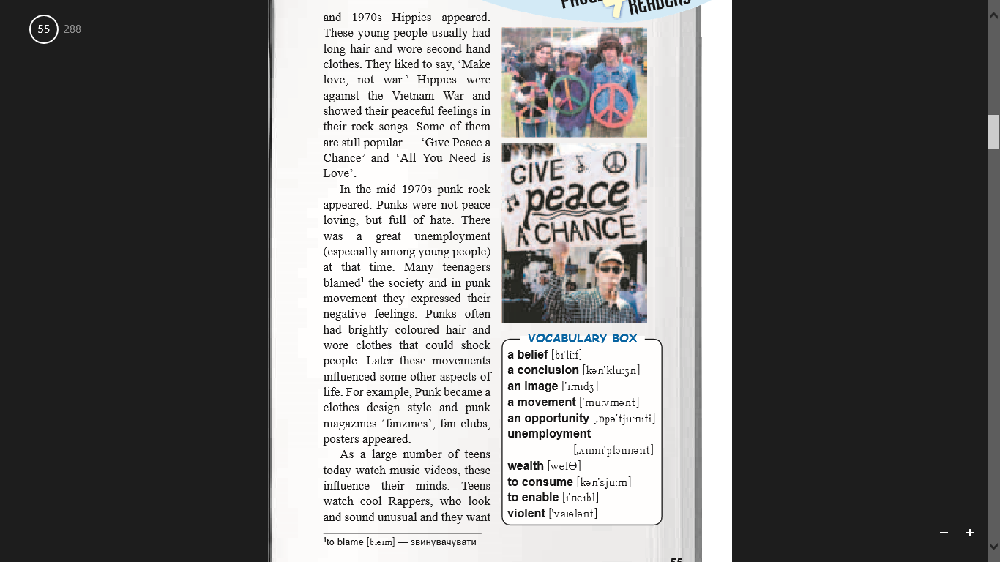 55 288
READERS
and 1970s Hippies appeared.
These young people usually had
long hair and wore second-hand
clothes. They liked to say, ‘Make
love, not war.’ Hippies were
against the Vietnam War and
showed their peaceful feelings in
their rock songs. Some of them
are still popular — ‘Give Peace a
Chance’ and ‘All You Need is
Love’.
In the mid 1970s punk rock
appeared. Punks were not peace
loving, but full of hate. There
was a great unemployment
(especially among young people)
at that time. Many teenagers
blamed¹ the society and in punk
movement they expressed their
negative feelings. Punks often
had brightly coloured hair and
wore clothes that could shock
people. Later these movements
influenced some other aspects of
life. For example, Punk became a
clothes design style and punk
magazines ‘fanzines’, fan clubs,
posters appeared.
As a large number of teens
today watch music videos, these
influence their minds. Teens
watch cool Rappers, who look
and sound unusual and they want
¹to blame [bleɪm] — звинувачувати
GIVE
peace
A CHANCE
VOCABULARY BOX
a belief [bɪ'li:f]
a conclusion [kən'klu:ʒn]
an image ['ɪmɪdʒ]
a movement ['mu:vmənt]
an opportunity [ˌɒpə'tju:nɪti]
unemployment
[ˌʌnɪm'plɔɪmənt]
wealth [welΘ]
to consume [kən'sju:m]
to enable [ɪ'neɪbl]
violent ['vaɪələnt]
55